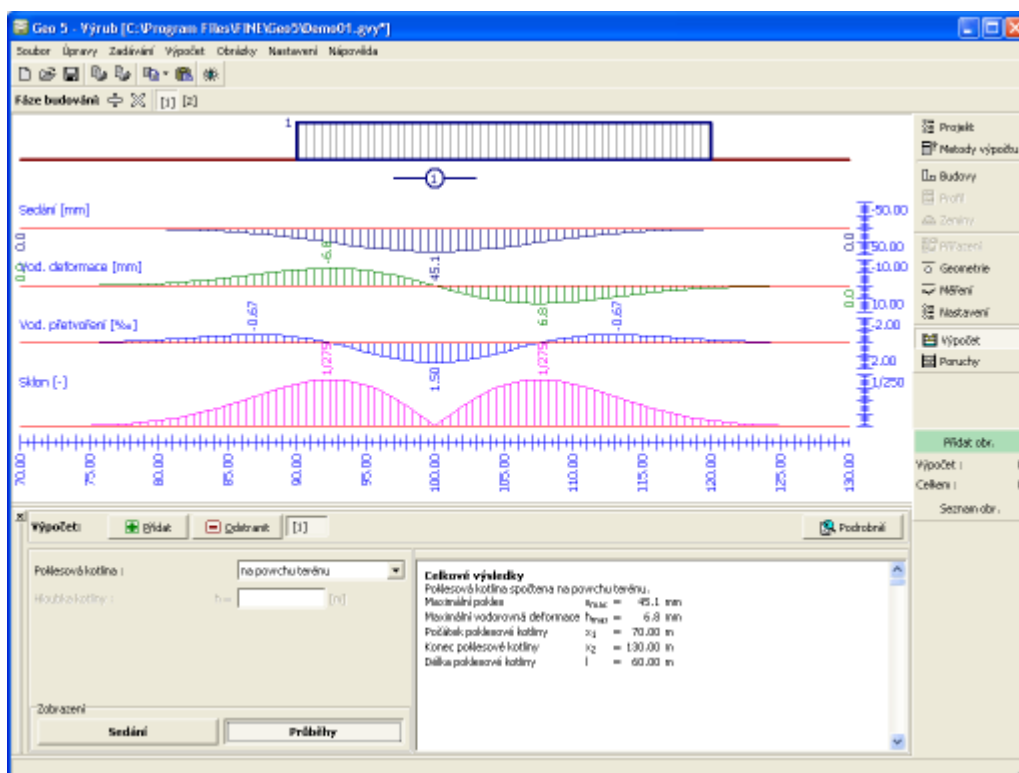 Geo 5 - Výrub [C:\Program Files\FINE\Geo5\Demo01.gvy*]
Soubor Úpravy Zadávání Výpočet Obrázky Nastavení Nápověda
Fáze budování: [1] [2]
1
1
Sedání [mm]
-50.00
50.00
0.0
45.1
0.0
Vod. deformace [mm]
-10.00
10.00
0.0
-6.8
6.8
0.0
Vod. přetvoření [‰]
-2.00
2.00
-0.67
1.50
-0.67
Sklon [-]
1/250
1/275
1/275
70.00 75.00 80.00 85.00 90.00 95.00 100.00 105.00 110.00 115.00 120.00 125.00 130.00
Projekt
Metody výpočtu
Budovy
Profil
Zeminy
Přiřazení
Geometrie
Měření
Nastavení
Výpočet
Poruchy
Přidat obr.
Výpočet :
Celkem :
Seznam obr.
Výpočet: Přidat Odstranit [1] Podrobně
Poklesová kotlina : na povrchu terénu
Hloubka kotliny : h = [m]
Zobrazení
Sedání Průběhy
Celkové výsledky
Poklesová kotlina spočtena na povrchu terénu.
Maximální pokles smax = 45.1 mm
Maximální vodorovná deformace hmax = 6.8 mm
Počátek poklesové kotliny x1 = 70.00 m
Konec poklesové kotliny x2 = 130.00 m
Délka poklesové kotliny l = 60.00 m